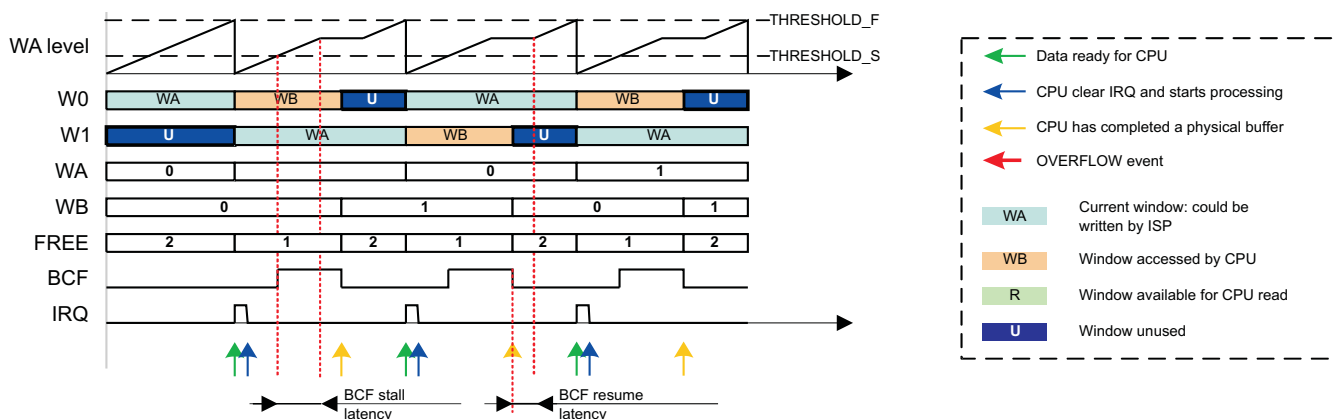 THRESHOLD_F
WA level
THRESHOLD_S
W0 WA WB U WA WB U
W1 U WA WB U WA
WA 0 1 0 1
WB 0 1 0 1
FREE 2 1 2 1 2 1 2
BCF
IRQ
BCF stall
latency
BCF resume
latency
Data ready for CPU
CPU clear IRQ and starts processing
CPU has completed a physical buffer
OVERFLOW event
WA Current window: could be
written by ISP
WB Window accessed by CPU
R Window available for CPU read
U Window unused